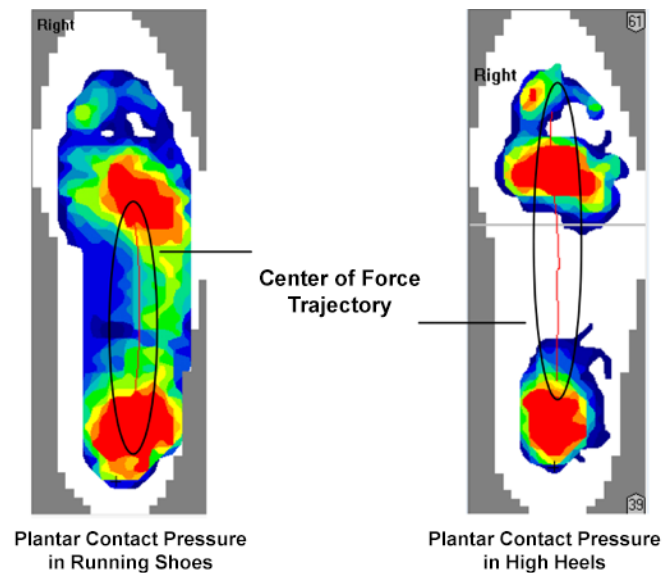 Right
61
Right
Center of Force
Trajectory
39
Plantar Contact Pressure
in Running Shoes
Plantar Contact Pressure
in High Heels